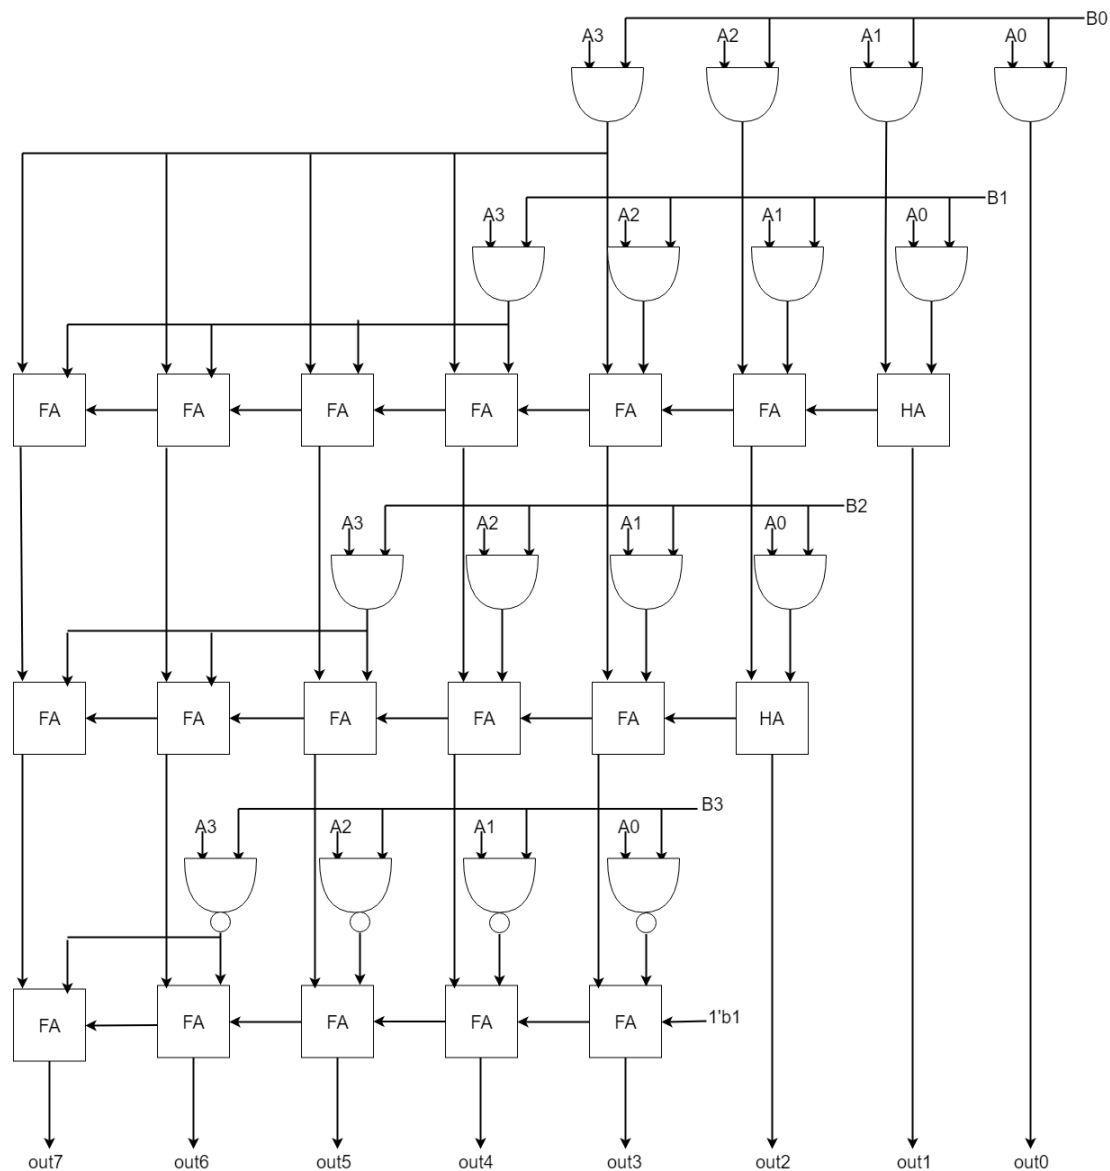 B0
A3 A2 A1 A0
B1
A3 A2 A1 A0
FA FA FA FA FA FA HA
B2
A3 A2 A1 A0
FA FA FA FA FA HA
B3
A3 A2 A1 A0
FA FA FA FA FA 1'b1
out7 out6 out5 out4 out3 out2 out1 out0